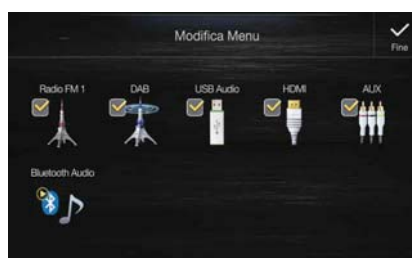 Modifica Menu
Fine
Radio FM 1
DAB
USB Audio
HDMI
AUX
Bluetooth Audio